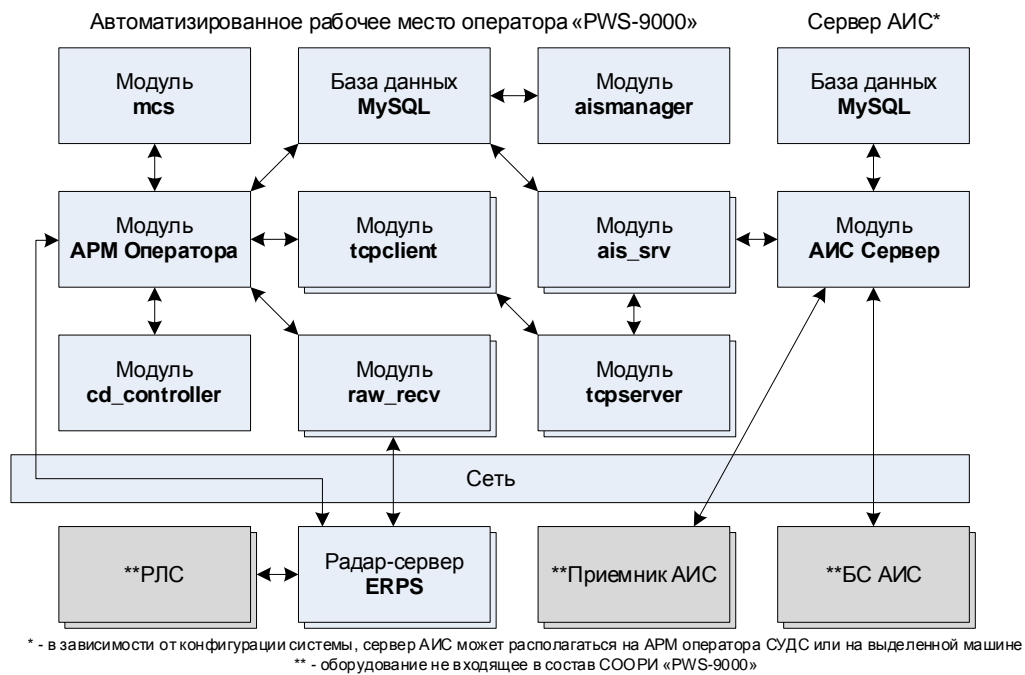 Автоматизированное рабочее место оператора «PWS-9000»
Сервер АИС*
Модуль
mcs
База данных
MySQL
Модуль
aismanager
База данных
MySQL
Модуль
АРМ Оператора
Модуль
tcpclient
Модуль
ais_srv
Модуль
АИС Сервер
Модуль
cd_controller
Модуль
raw_recv
Модуль
tcpserver
Сеть
**РЛС
Радар-сервер
ERPS
**Приемник АИС
**БС АИС
* - в зависимости от конфигурации системы, сервер АИС может располагаться на АРМ оператора СУДС или на выделенной машине
** - оборудование не входящее в состав СООРИ «PWS-9000»